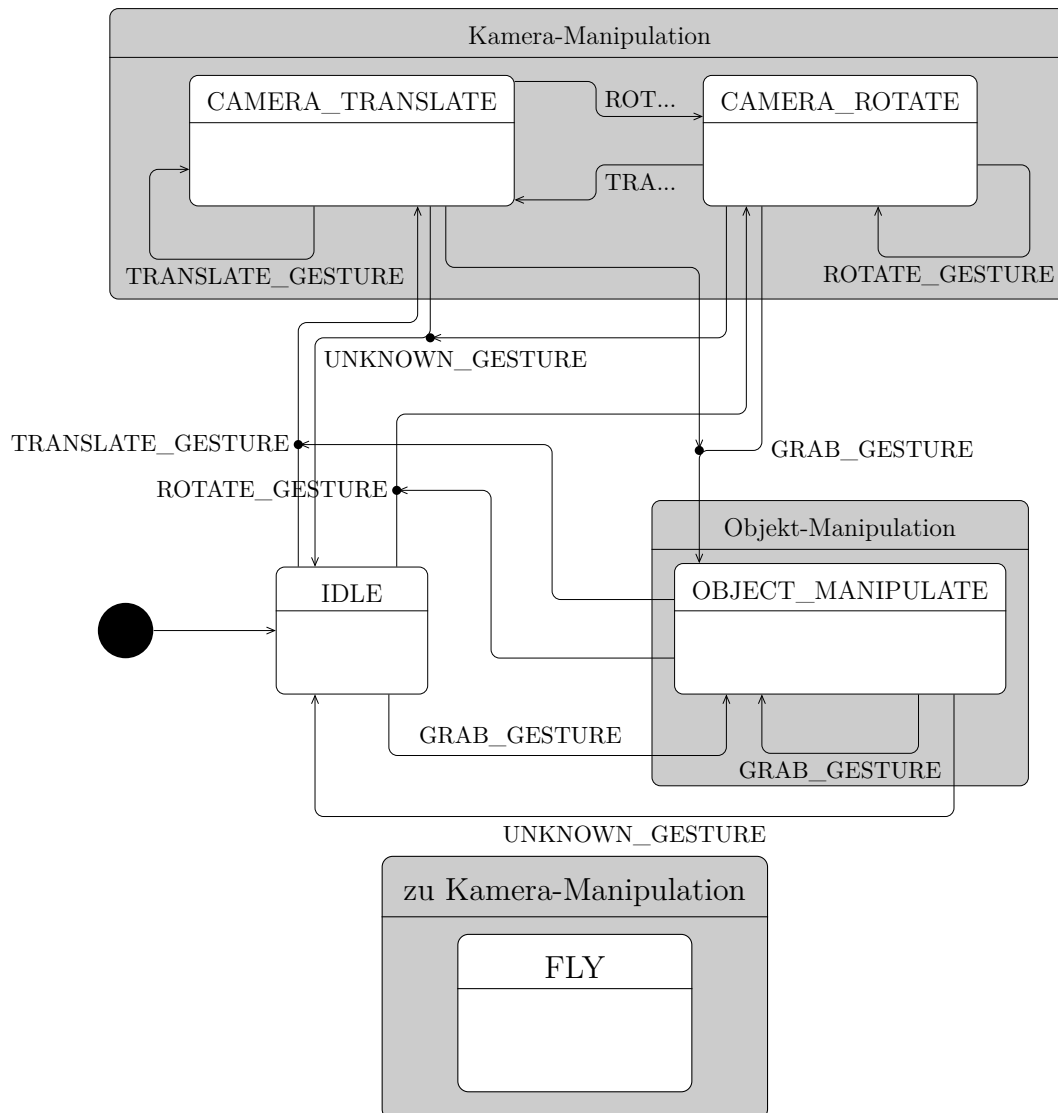 Kamera-Manipulation
CAMERA_TRANSLATE
CAMERA_ROTATE
ROT...
TRA...
TRANSLATE_GESTURE
ROTATE_GESTURE
UNKNOWN_GESTURE
TRANSLATE_GESTURE
GRAB_GESTURE
ROTATE_GESTURE
Objekt-Manipulation
IDLE
OBJECT_MANIPULATE
GRAB_GESTURE
GRAB_GESTURE
UNKNOWN_GESTURE
zu Kamera-Manipulation
FLY